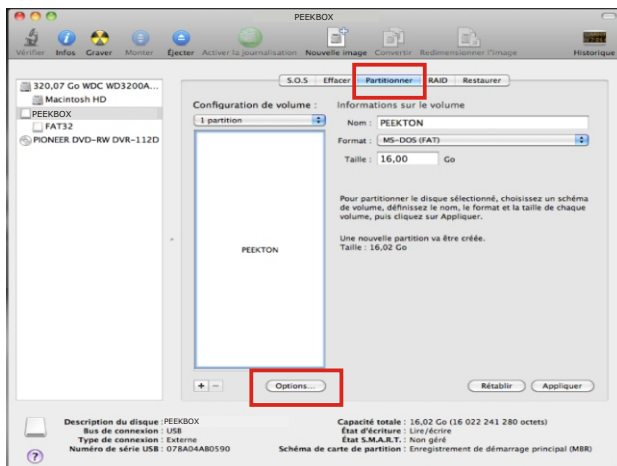 PEEKBOX
Vérifier Infos Graver Monter Éjecter Activer la journalisation Nouvelle image Convertir Redimensionner l'image Historique
320,07 Go WDC WD3200A...
Macintosh HD
PEEKBOX
FAT32
PIONEER DVD-RW DVR-112D
S.O.S Effacer Partitionner RAID Restaurer
Configuration de volume :
1 partition
PEEKTON
+ −
Options...
Informations sur le volume
Nom : PEEKTON
Format : MS-DOS (FAT)
Taille : 16,00 Go
Pour partitionner le disque sélectionné, choisissez un schéma
de volume, définissez le nom, le format et la taille de chaque
volume, puis cliquez sur Appliquer.
Une nouvelle partition va être créée.
Taille : 16,02 Go
Rétablir Appliquer
Description du disque : PEEKBOX
Bus de connexion : USB
Type de connexion : Externe
Numéro de série USB : 078A04AB0590
Capacité totale : 16,02 Go (16 022 241 280 octets)
État d'écriture : Lire/écrire
État S.M.A.R.T. : Non géré
Schéma de carte de partition : Enregistrement de démarrage principal (MBR)
?